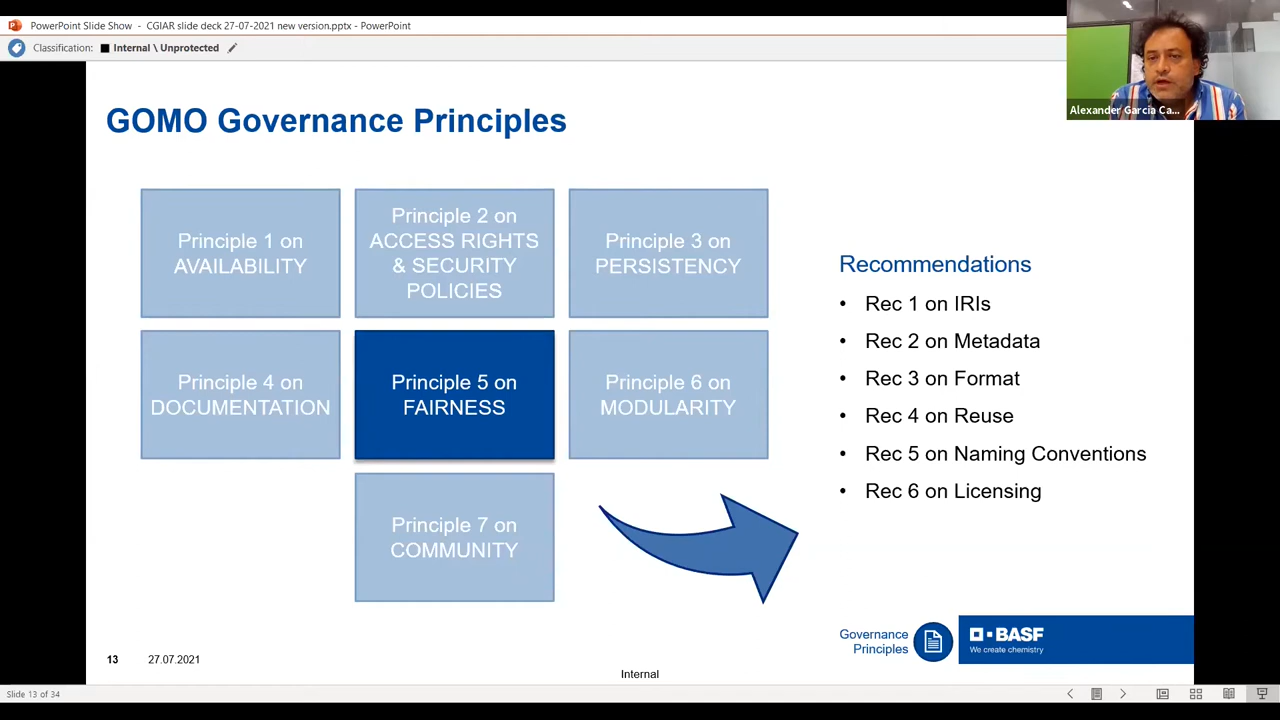 PowerPoint Slide Show - CGIAR slide deck 27-07-2021 new version.pptx - PowerPoint
Classification: Internal \ Unprotected
Alexander Garcia Ca...
GOMO Governance Principles
Principle 1 on
AVAILABILITY
Principle 2 on
ACCESS RIGHTS
& SECURITY
POLICIES
Principle 3 on
PERSISTENCY
Principle 4 on
DOCUMENTATION
Principle 5 on
FAIRNESS
Principle 6 on
MODULARITY
Principle 7 on
COMMUNITY
Recommendations
• Rec 1 on IRIs
• Rec 2 on Metadata
• Rec 3 on Format
• Rec 4 on Reuse
• Rec 5 on Naming Conventions
• Rec 6 on Licensing
Governance
Principles
BASF
We create chemistry
13 27.07.2021
Internal
Slide 13 of 34